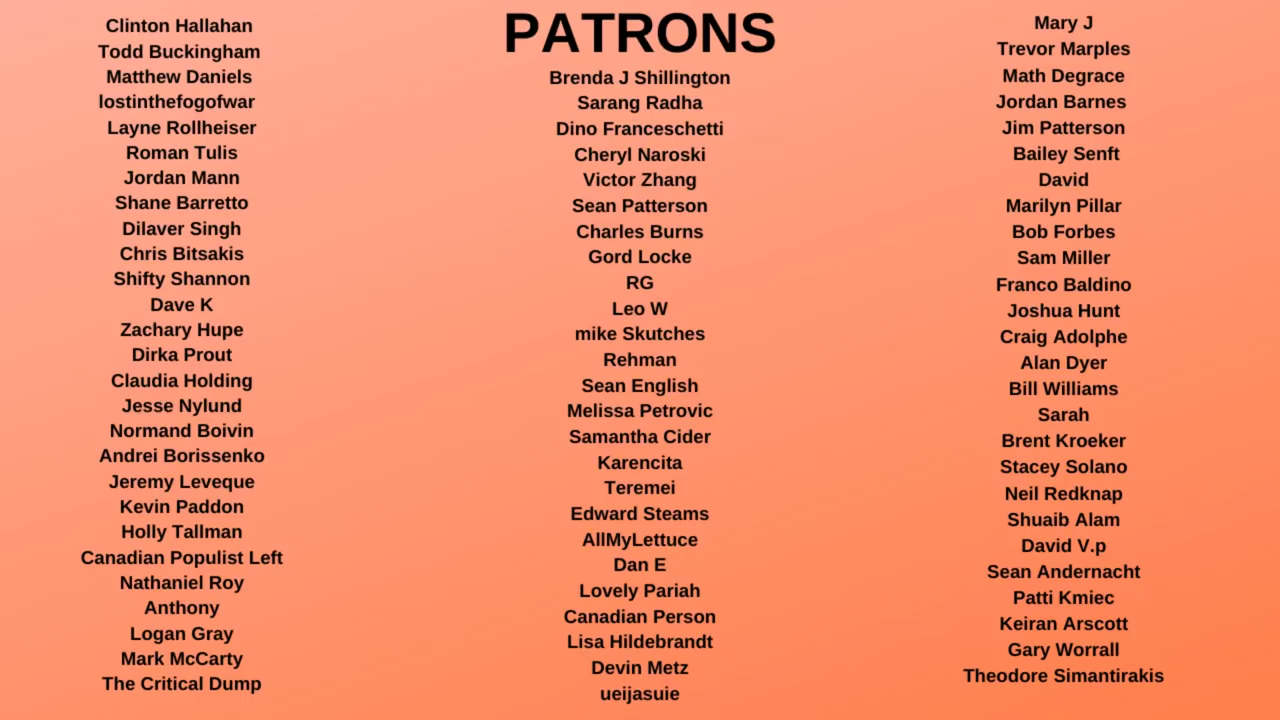 PATRONS
Clinton Hallahan
Todd Buckingham
Matthew Daniels
lostinthefogofwar
Layne Rollheiser
Roman Tulis
Jordan Mann
Shane Barretto
Dilaver Singh
Chris Bitsakis
Shifty Shannon
Dave K
Zachary Hupe
Dirka Prout
Claudia Holding
Jesse Nylund
Normand Boivin
Andrei Borissenko
Jeremy Leveque
Kevin Paddon
Holly Tallman
Canadian Populist Left
Nathaniel Roy
Anthony
Logan Gray
Mark McCarty
The Critical Dump
Brenda J Shillington
Sarang Radha
Dino Franceschetti
Cheryl Naroski
Victor Zhang
Sean Patterson
Charles Burns
Gord Locke
RG
Leo W
mike Skutches
Rehman
Sean English
Melissa Petrovic
Samantha Cider
Karencita
Teremei
Edward Steams
AllMyLettuce
Dan E
Lovely Pariah
Canadian Person
Lisa Hildebrandt
Devin Metz
ueijasuie
Mary J
Trevor Marples
Math Degrace
Jordan Barnes
Jim Patterson
Bailey Senft
David
Marilyn Pillar
Bob Forbes
Sam Miller
Franco Baldino
Joshua Hunt
Craig Adolphe
Alan Dyer
Bill Williams
Sarah
Brent Kroeker
Stacey Solano
Neil Redknap
Shuaib Alam
David V.p
Sean Andernacht
Patti Kmiec
Keiran Arscott
Gary Worrall
Theodore Simantirakis